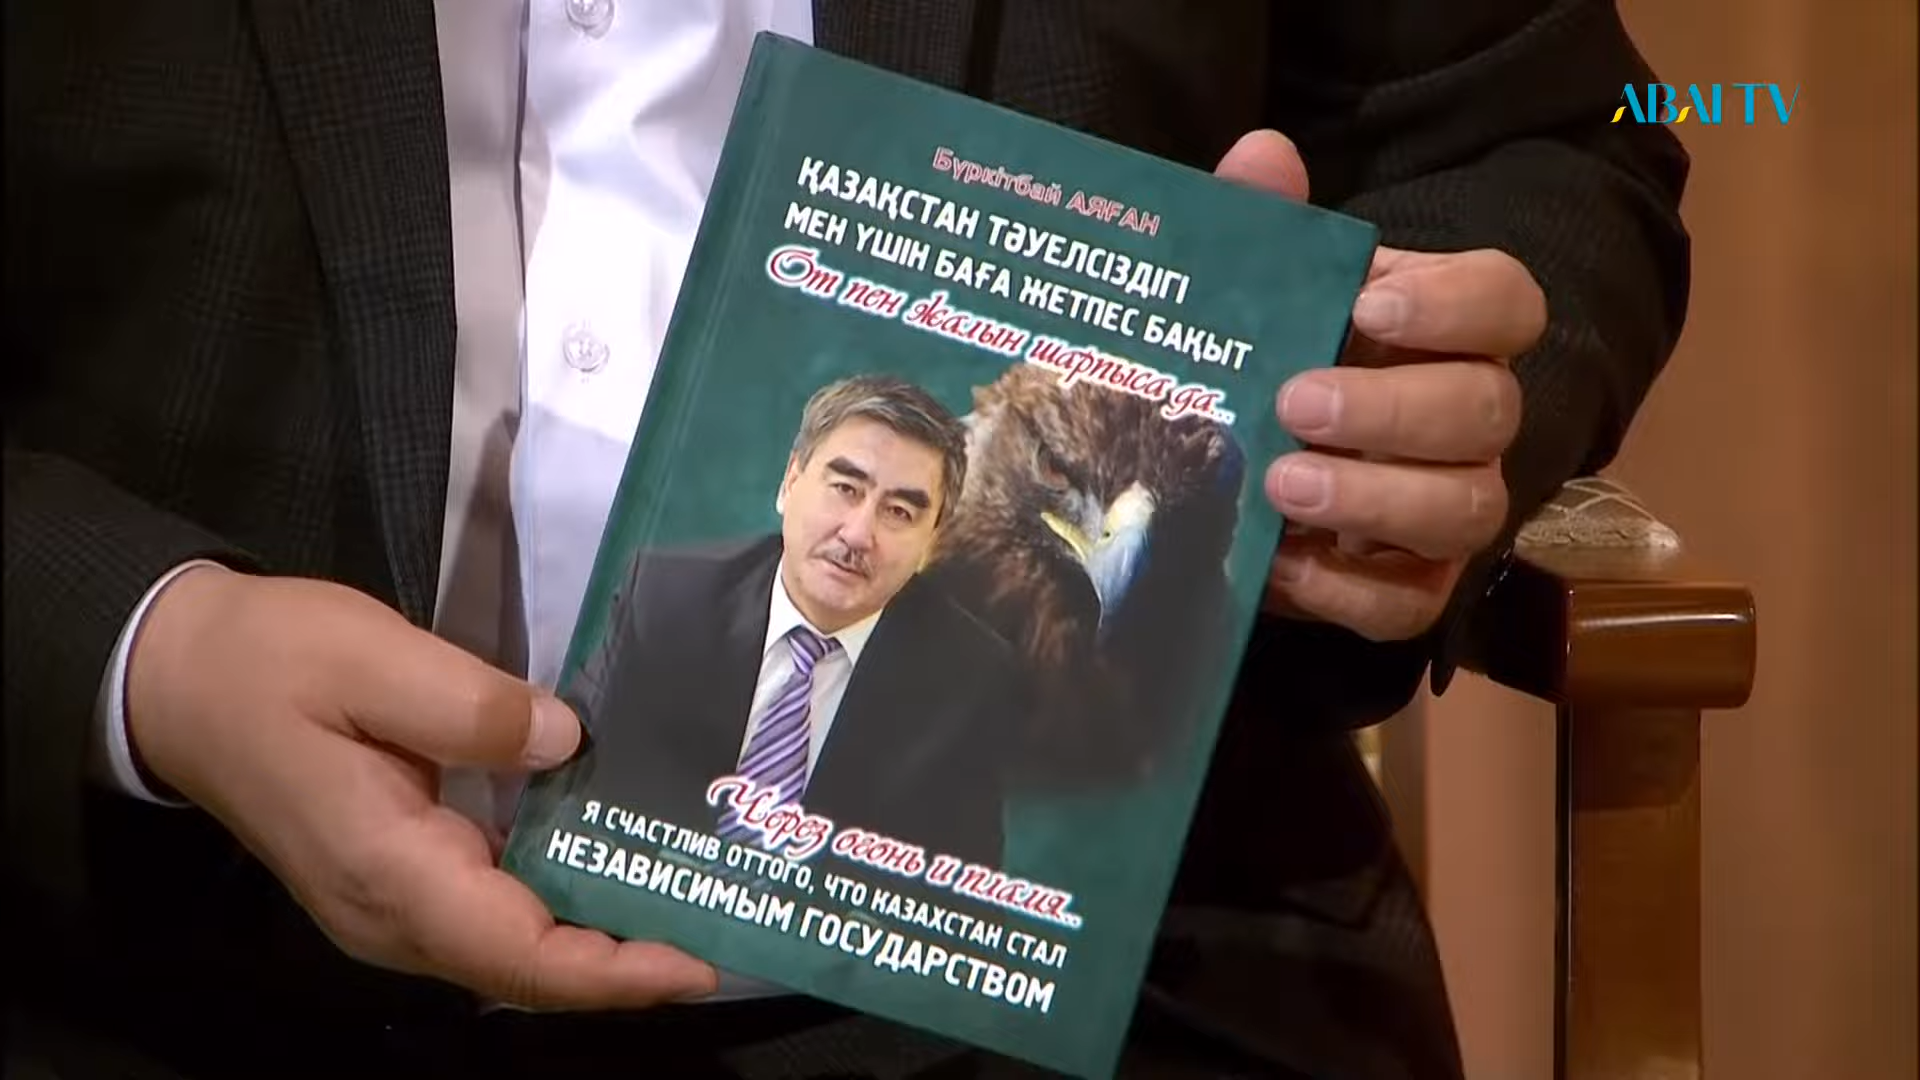 ABAI TV
Бүркітбай АЯҒАН
ҚАЗАҚСТАН ТӘУЕЛСІЗДІГІ
МЕН ҮШІН БАҒА ЖЕТПЕС БАҚЫТ
От пен жалын шарпыса да...
Через огонь и пламя...
Я СЧАСТЛИВ ОТТОГО, ЧТО КАЗАХСТАН СТАЛ
НЕЗАВИСИМЫМ ГОСУДАРСТВОМ